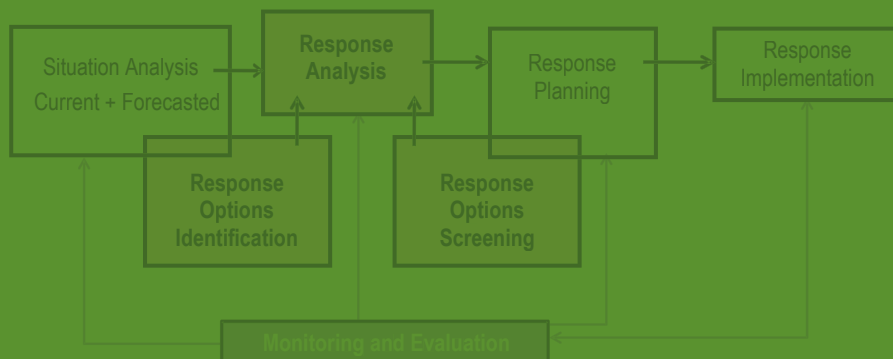 Situation Analysis
Current + Forecasted
Response
Analysis
Response
Planning
Response
Implementation
Response
Options
Identification
Response
Options
Screening
Monitoring and Evaluation